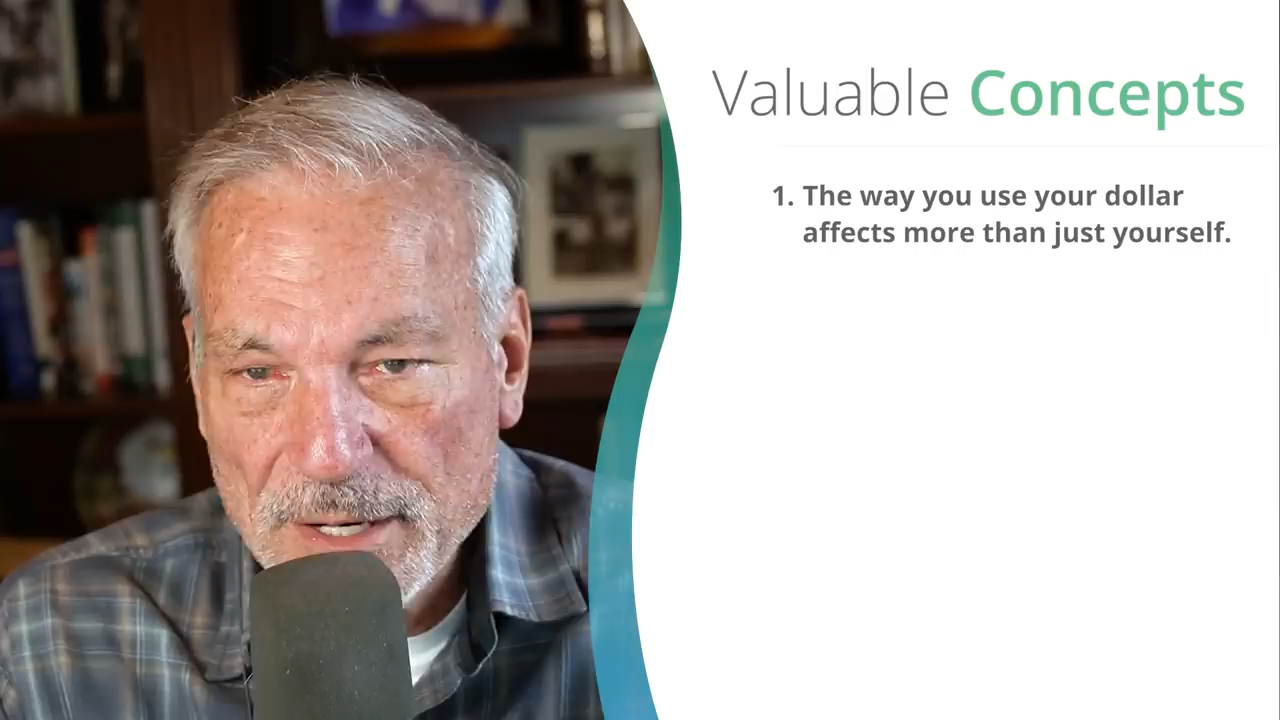 Valuable Concepts
1. The way you use your dollar
affects more than just yourself.